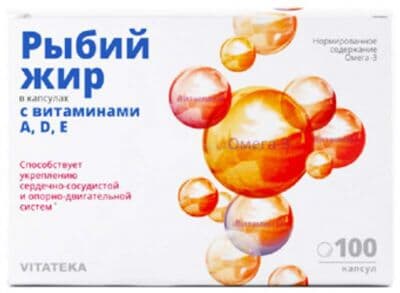 Рыбий
жир
в капсулах
с витаминами
A, D, E
Способствует
укреплению
сердечно-сосудистой
и опорно-двигательной
систем*
VITATEKA
Нормированное
содержание
Омега-3
Омега-3
100
капсул